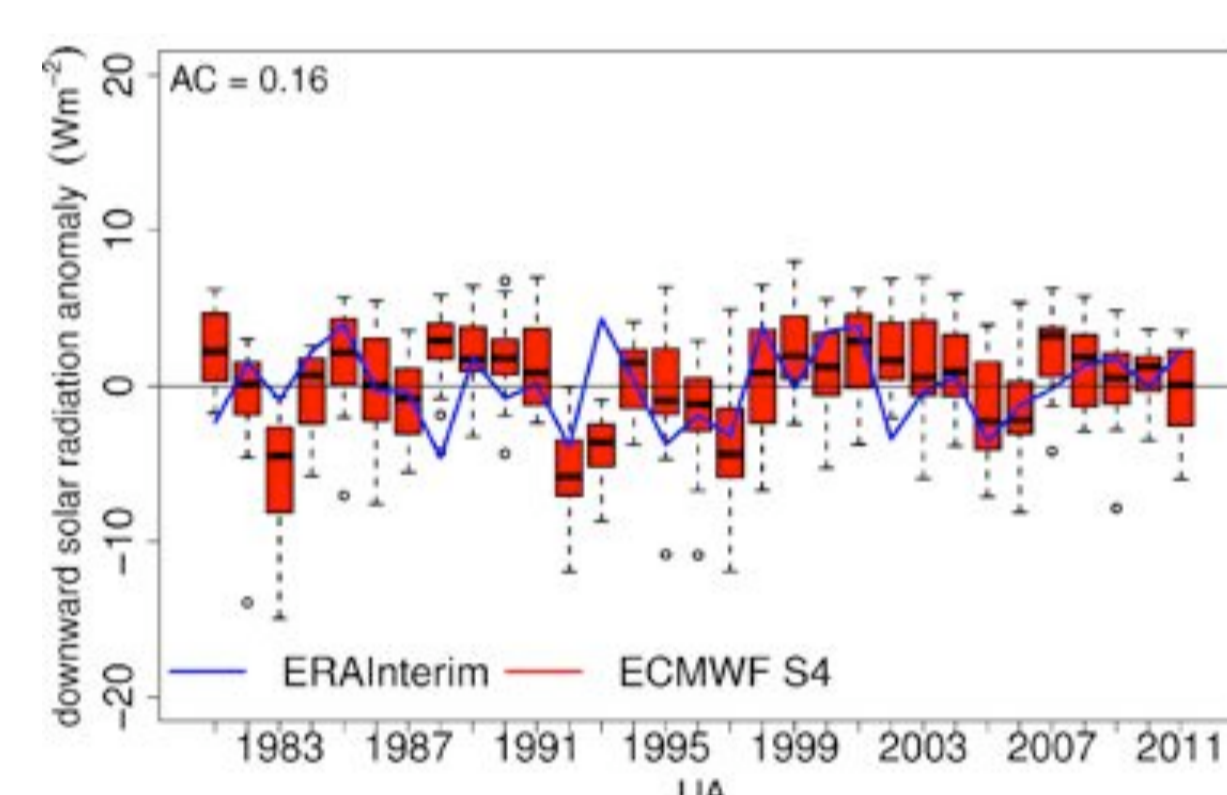 downward solar radiation anomaly (Wm−2)
20
10
0
−10
−20
AC = 0.16
ERAInterim
ECMWF S4
1983 1987 1991 1995 1999 2003 2007 2011